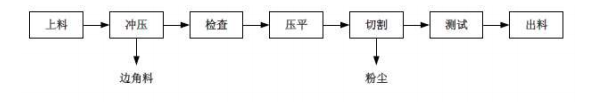 上料 冲压 检查 压平 切割 测试 出料
边角料 粉尘